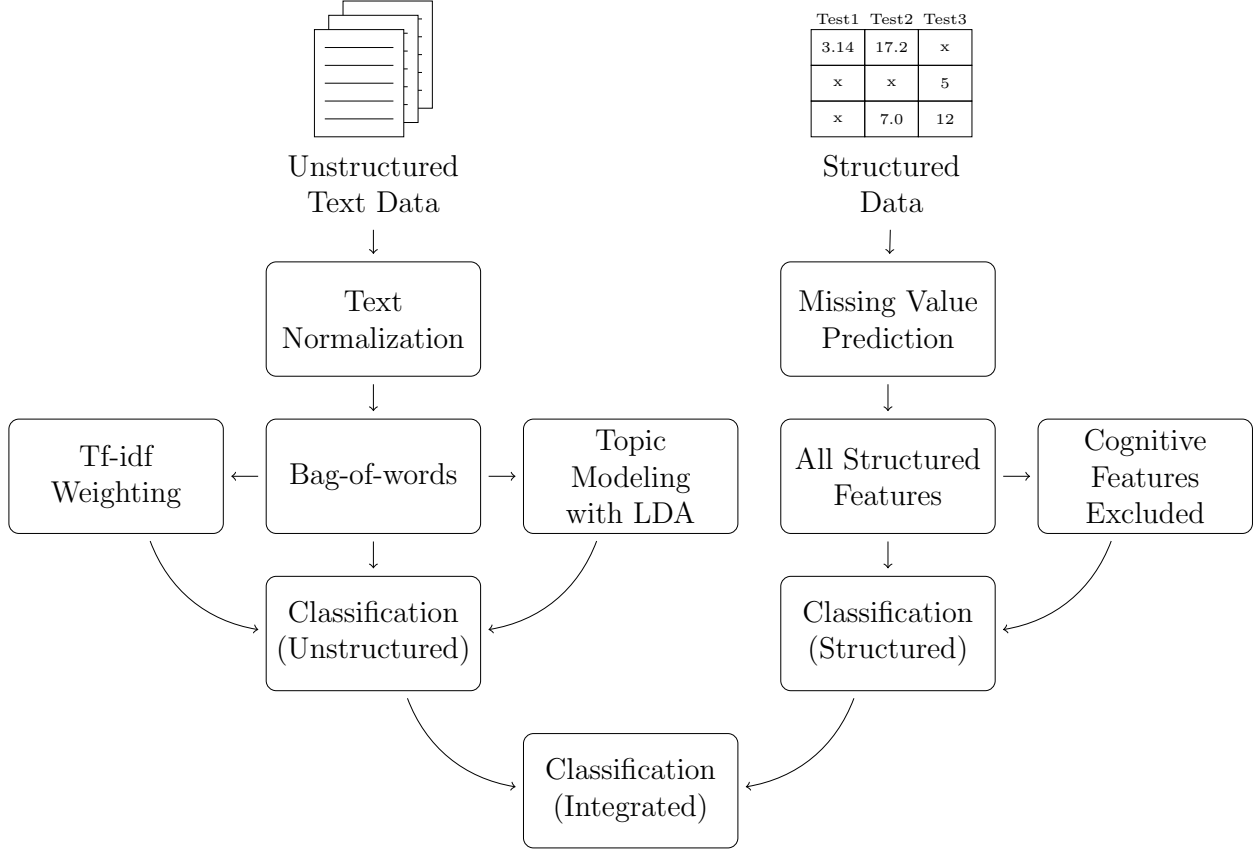 Test1 Test2 Test3
3.14 17.2 x
x x 5
x 7.0 12
Unstructured
Text Data
Structured
Data
Text
Normalization
Missing Value
Prediction
Tf-idf
Weighting
Bag-of-words
Topic
Modeling
with LDA
All Structured
Features
Cognitive
Features
Excluded
Classification
(Unstructured)
Classification
(Structured)
Classification
(Integrated)